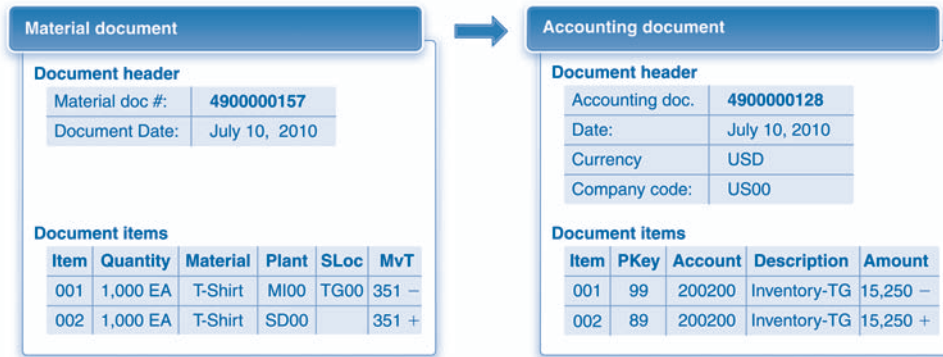 Material document
Document header
Material doc #: 4900000157
Document Date: July 10, 2010
Document items
Item Quantity Material Plant SLoc MvT
001 1,000 EA T-Shirt MI00 TG00 351 −
002 1,000 EA T-Shirt SD00 351 +
Accounting document
Document header
Accounting doc. 4900000128
Date: July 10, 2010
Currency USD
Company code: US00
Document items
Item PKey Account Description Amount
001 99 200200 Inventory-TG 15,250 −
002 89 200200 Inventory-TG 15,250 +